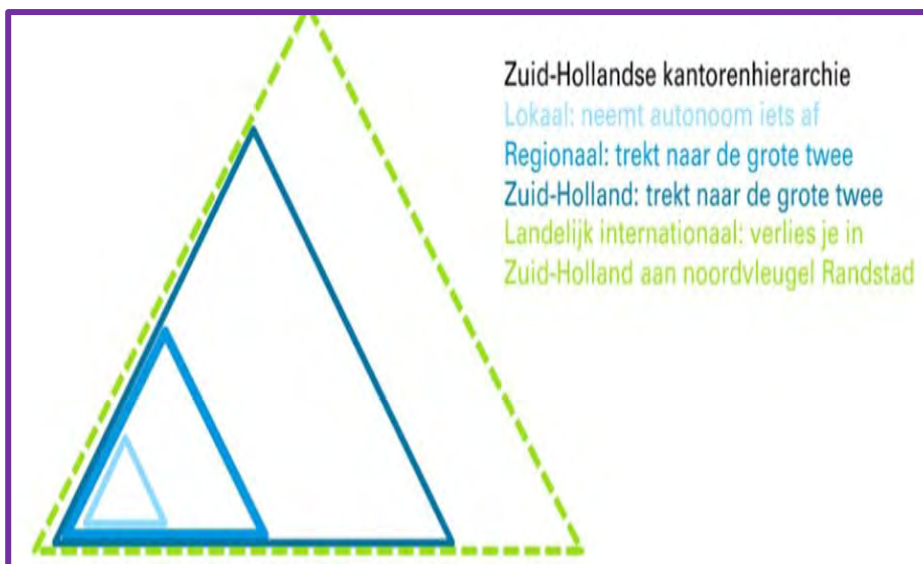 Zuid-Hollandse kantorenhierarchie
Lokaal: neemt autonoom iets af
Regionaal: trekt naar de grote twee
Zuid-Holland: trekt naar de grote twee
Landelijk internationaal: verlies je in
Zuid-Holland aan noordvleugel Randstad